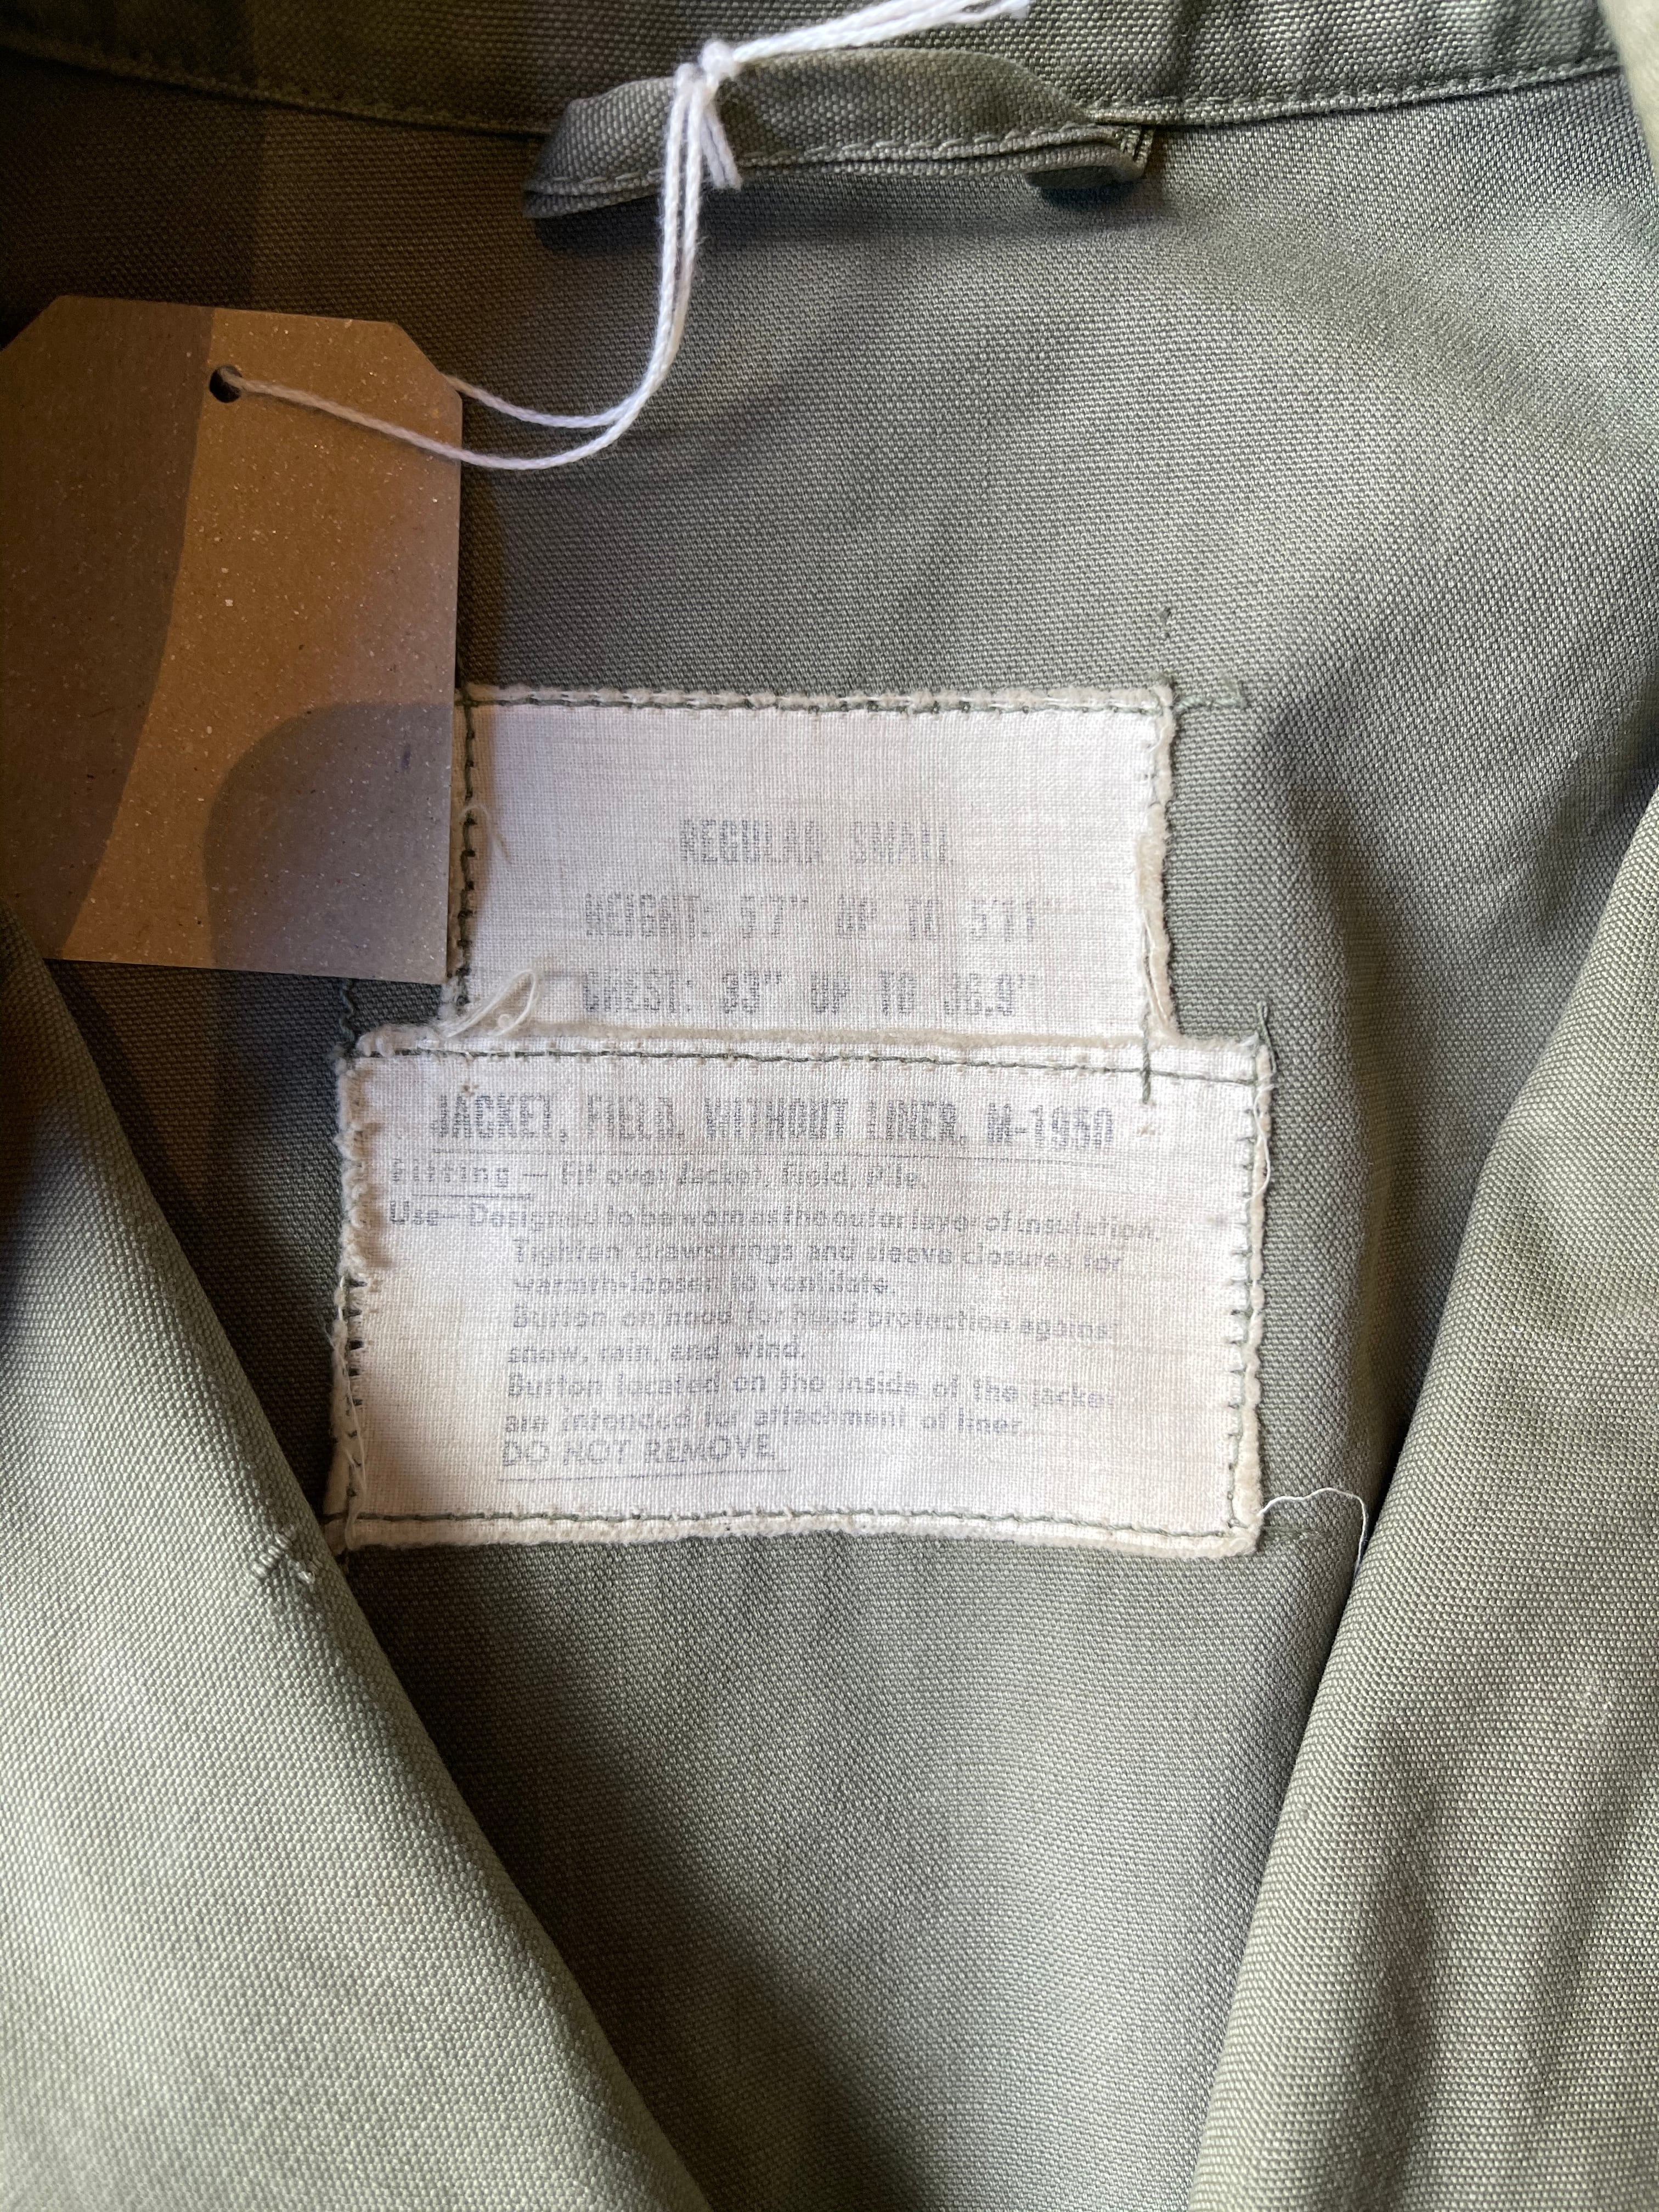 REGULAR SMALL
HEIGHT: 5'7" UP TO 5'11"
CHEST: 33" UP TO 36.9"
JACKET, FIELD, WITHOUT LINER, M-1950
Fitting — Fit over Jacket, Field, Pile.
Use — Designed to be worn as the outer layer of insulation.
Tighten drawstrings and sleeve closures for
warmth-loosen to ventilate.
Button on hood for hood protection against
snow, rain, and wind.
Button located on the inside of the jacket
are intended for attachment of liner.
DO NOT REMOVE